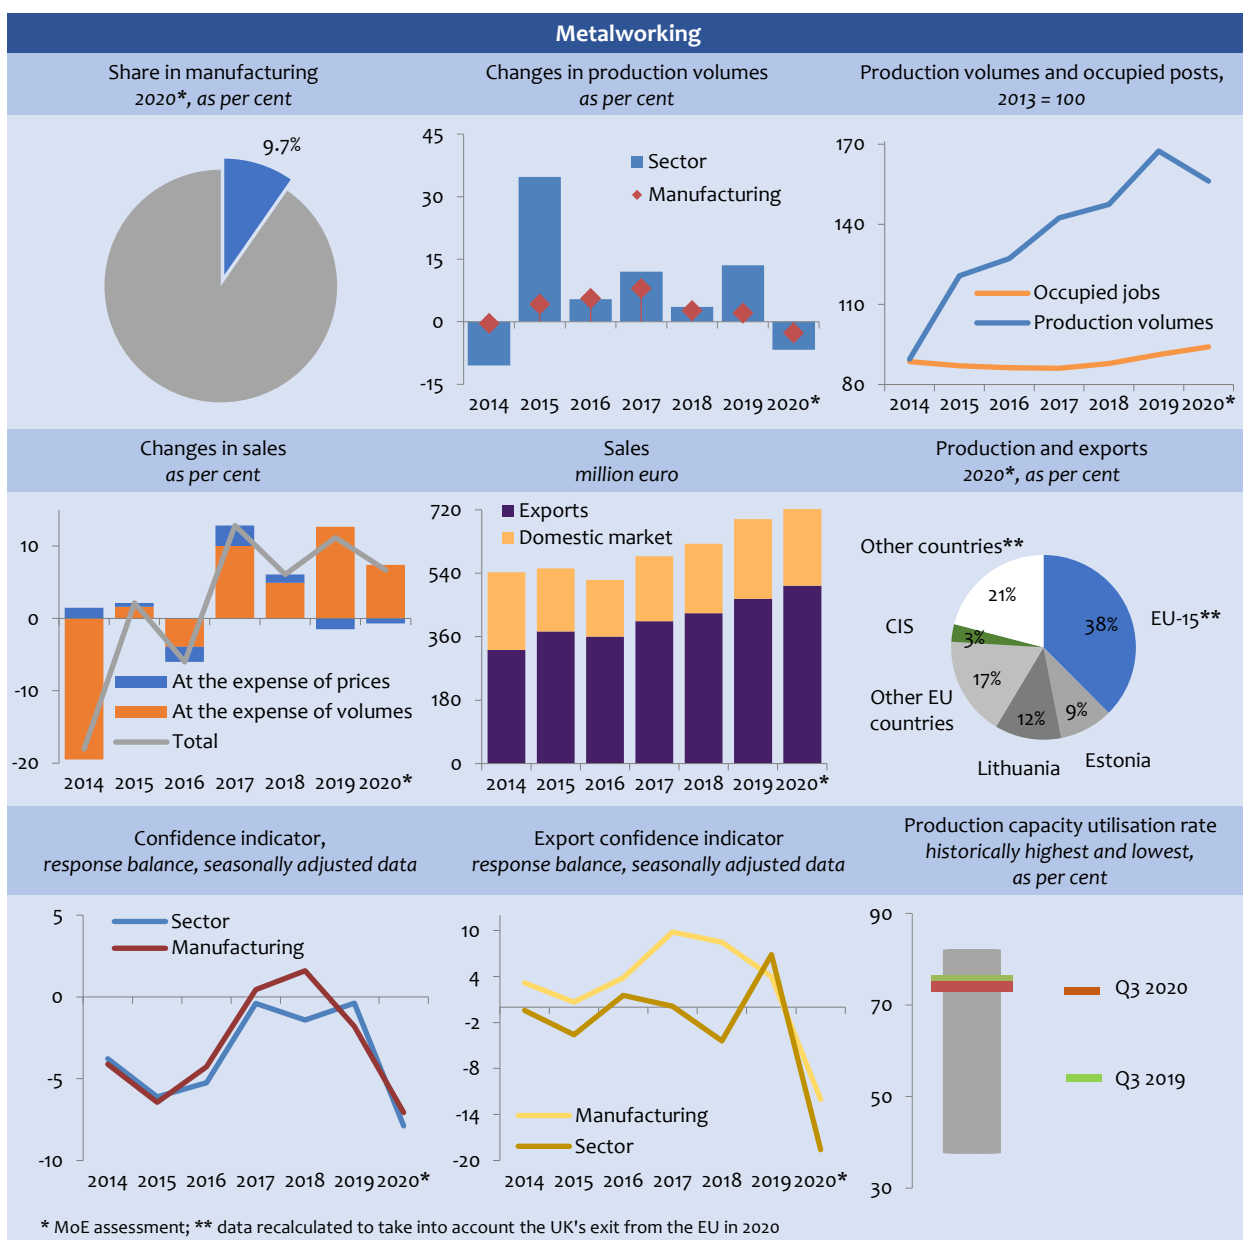 Metalworking
Share in manufacturing
2020*, as per cent
Changes in production volumes
as per cent
Production volumes and occupied posts,
2013 = 100
9.7%
45
30
15
0
-15
Sector
Manufacturing
2014 2015 2016 2017 2018 2019 2020*
170
140
110
80
Occupied jobs
Production volumes
2014 2015 2016 2017 2018 2019 2020*
Changes in sales
as per cent
Sales
million euro
Production and exports
2020*, as per cent
10
0
-10
-20
At the expense of prices
At the expense of volumes
Total
2014 2015 2016 2017 2018 2019 2020*
720
540
360
180
0
Exports
Domestic market
2014 2015 2016 2017 2018 2019 2020*
Other countries**
21%
38%
EU-15**
CIS
3%
17%
Other EU
countries
12%
9%
Lithuania
Estonia
Confidence indicator,
response balance, seasonally adjusted data
Export confidence indicator
response balance, seasonally adjusted data
Production capacity utilisation rate
historically highest and lowest,
as per cent
5
0
-5
-10
Sector
Manufacturing
2014 2015 2016 2017 2018 2019 2020*
10
4
-2
-8
-14
-20
Manufacturing
Sector
2014 2015 2016 2017 2018 2019 2020*
90
70
50
30
Q3 2020
Q3 2019
* MoE assessment; ** data recalculated to take into account the UK's exit from the EU in 2020